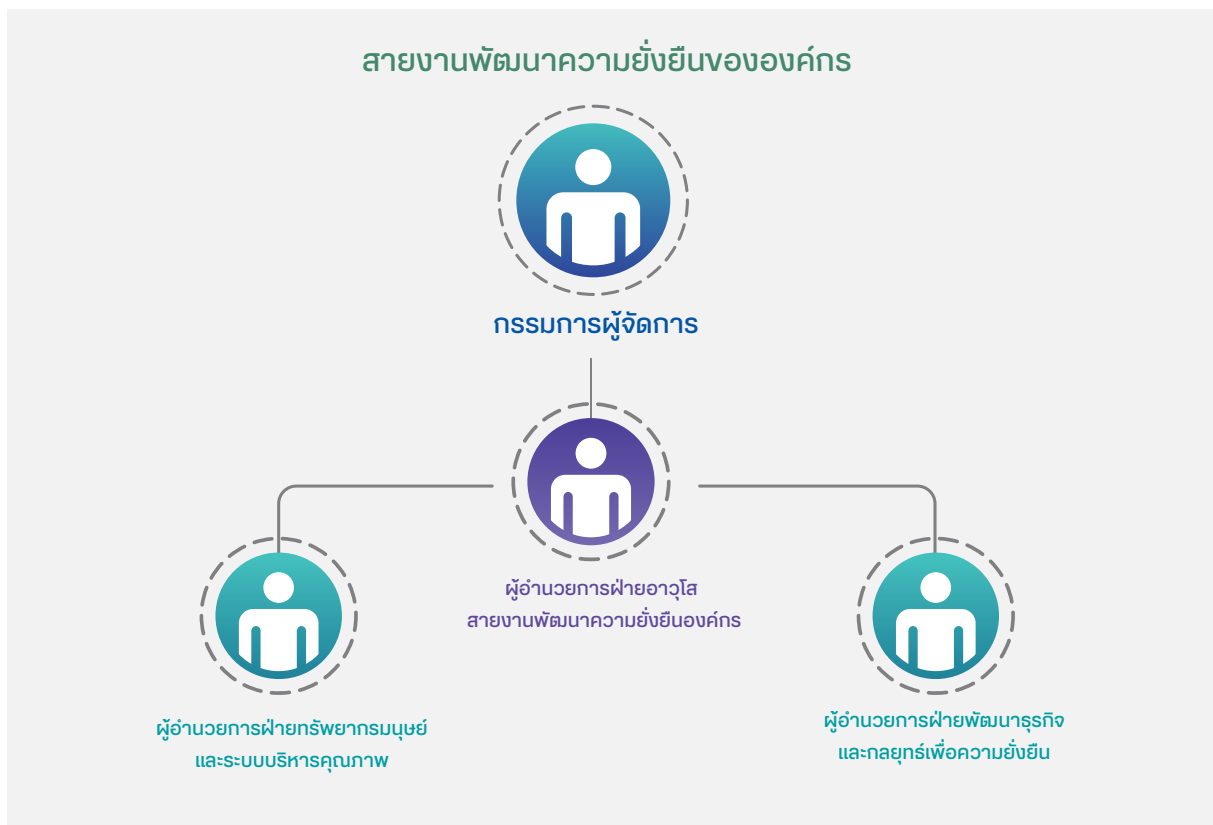 สายงานพัฒนาความยั่งยืนขององค์กร
กรรมการผู้จัดการ
ผู้อำนวยการฝ่ายอาวุโส
สายงานพัฒนาความยั่งยืนองค์กร
ผู้อำนวยการฝ่ายทรัพยากรมนุษย์
และระบบบริหารคุณภาพ
ผู้อำนวยการฝ่ายพัฒนาธุรกิจ
และกลยุทธ์เพื่อความยั่งยืน